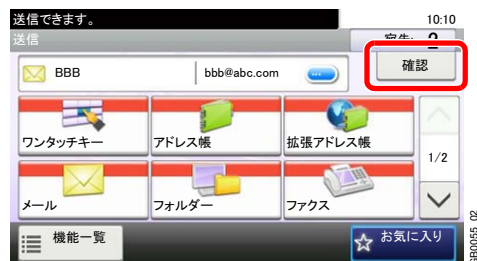 送信できます。
10:10
送信
宛先: 2
BBB
bbb@abc.com
確認
ワンタッチキー
アドレス帳
拡張アドレス帳
1/2
メール
フォルダー
ファクス
機能一覧
お気に入り
GB0055_02